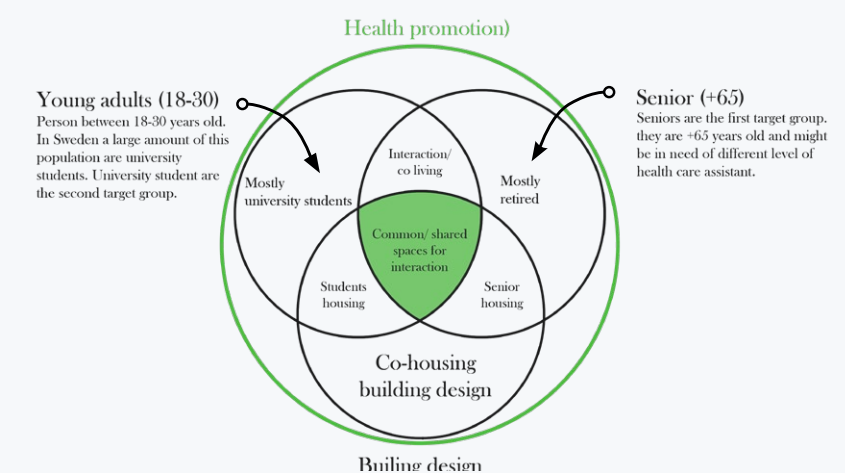 Health promotion)
Young adults (18-30)
Person between 18-30 years old.
In Sweden a large amount of this
population are university
students. University student are
the second target group.
Senior (+65)
Seniors are the first target group.
they are +65 years old and might
be in need of different level of
health care assistant.
Interaction/
co living
Mostly
university students
Mostly
retired
Common/ shared
spaces for
interaction
Students
housing
Senior
housing
Co-housing
building design
Builing design